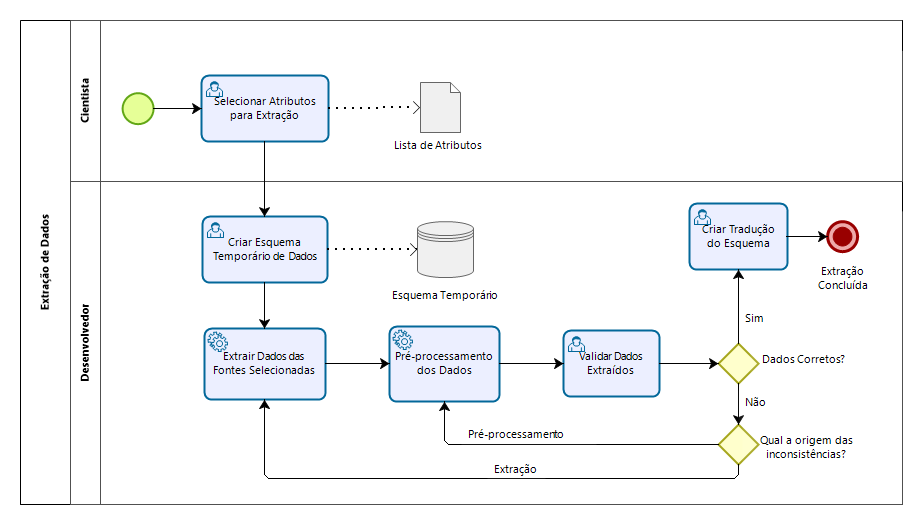 Extração de Dados
Cientista
Selecionar Atributos
para Extração
Lista de Atributos
Desenvolvedor
Criar Esquema
Temporário de Dados
Esquema Temporário
Criar Tradução
do Esquema
Extração
Concluída
Sim
Extrair Dados das
Fontes Selecionadas
Pré-processamento
dos Dados
Validar Dados
Extraídos
Dados Corretos?
Não
Qual a origem das
inconsistências?
Pré-processamento
Extração